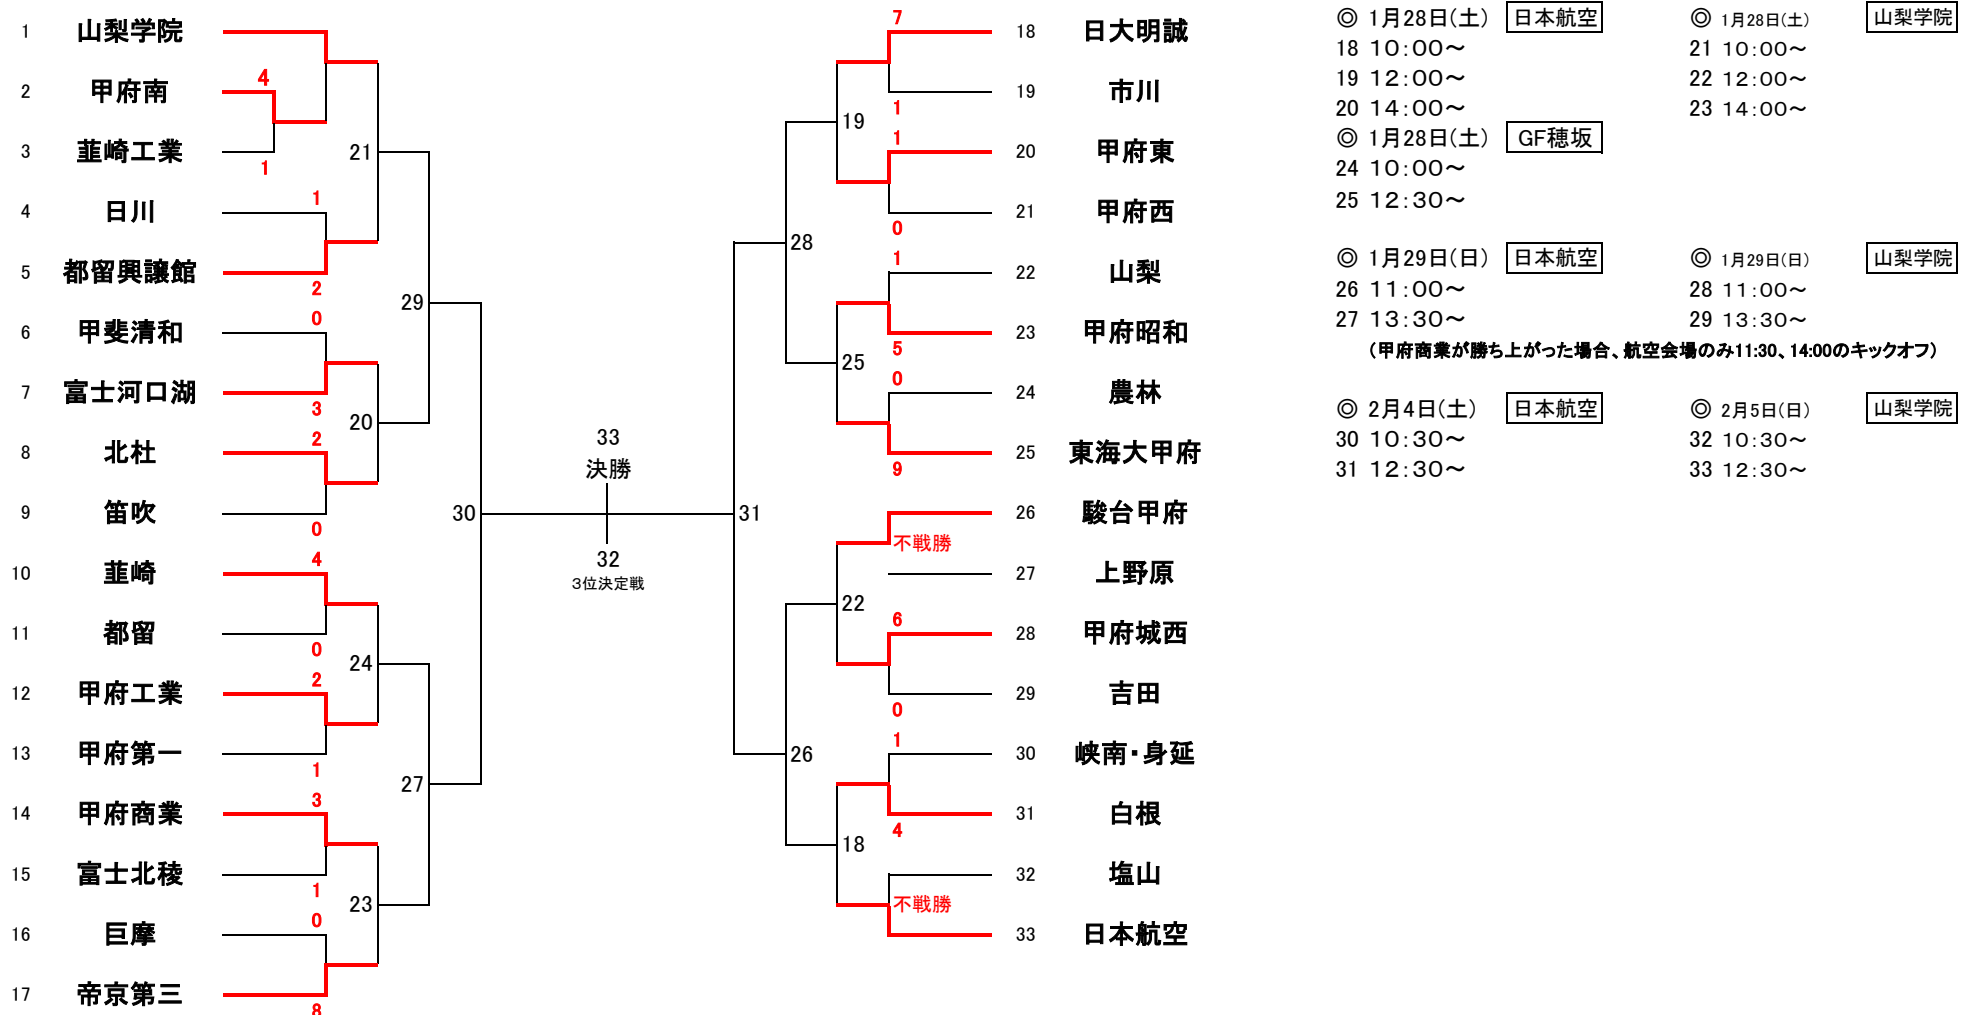 1 山梨学院
4
2 甲府南
3 韮崎工業
1
21
1
4 日川
5 都留興譲館
2
29
0
6 甲斐清和
7 富士河口湖
3
20
2
8 北杜
9 笛吹
0
30
4
10 韮崎
11 都留
0
24
2
12 甲府工業
13 甲府第一
1
27
3
14 甲府商業
15 富士北稜
1
23
0
16 巨摩
17 帝京第三
8
33
決勝
32
3位決定戦
7
18 日大明誠
19 市川
1
19
1
20 甲府東
21 甲府西
0
28
1
22 山梨
23 甲府昭和
5
25
0
24 農林
25 東海大甲府
9
31
26 駿台甲府
不戦勝
27 上野原
22
6
28 甲府城西
29 吉田
0
26
1
30 峡南・身延
31 白根
4
18
32 塩山
不戦勝
33 日本航空
◎ 1月28日(土) 日本航空
18 10:00～
19 12:00～
20 14:00～
◎ 1月28日(土) GF穂坂
24 10:00～
25 12:30～
◎ 1月28日(土) 山梨学院
21 10:00～
22 12:00～
23 14:00～
◎ 1月29日(日) 日本航空
26 11:00～
27 13:30～
◎ 1月29日(日) 山梨学院
28 11:00～
29 13:30～
(甲府商業が勝ち上がった場合、航空会場のみ11:30、14:00のキックオフ)
◎ 2月4日(土) 日本航空
30 10:30～
31 12:30～
◎ 2月5日(日) 山梨学院
32 10:30～
33 12:30～